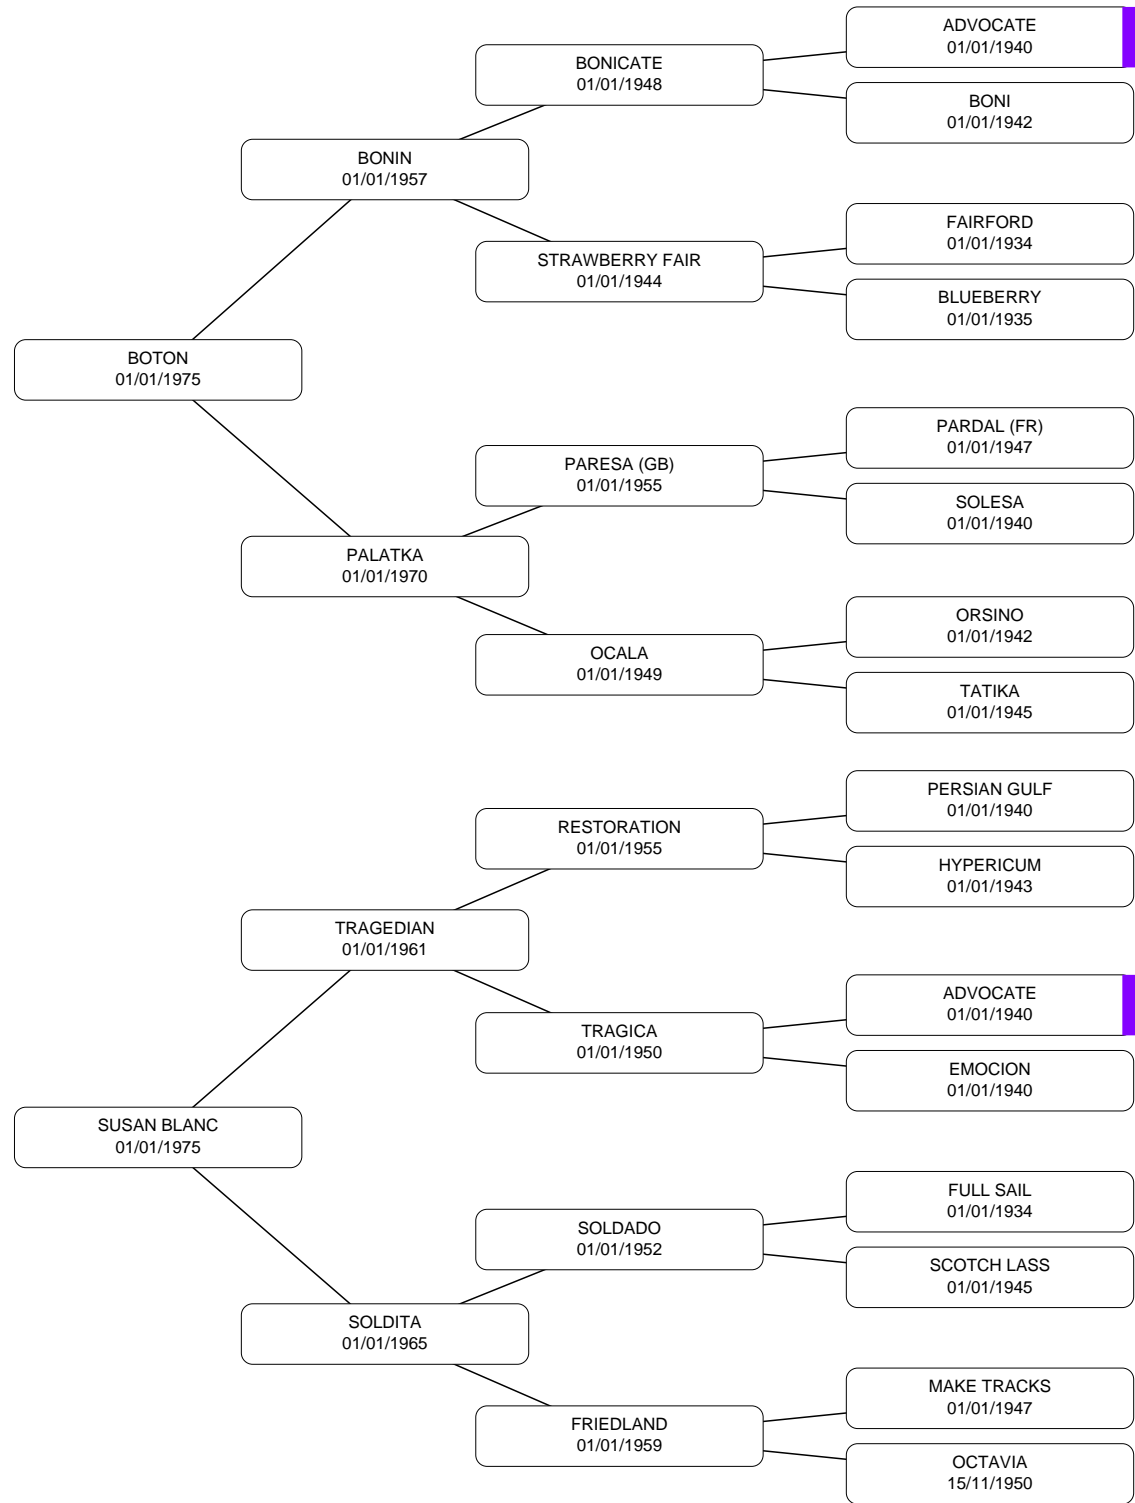 ADVOCATE
01/01/1940
BONICATE
01/01/1948
BONI
01/01/1942
BONIN
01/01/1957
FAIRFORD
01/01/1934
STRAWBERRY FAIR
01/01/1944
BLUEBERRY
01/01/1935
BOTON
01/01/1975
PARDAL (FR)
01/01/1947
PARESA (GB)
01/01/1955
SOLESA
01/01/1940
PALATKA
01/01/1970
ORSINO
01/01/1942
OCALA
01/01/1949
TATIKA
01/01/1945
PERSIAN GULF
01/01/1940
RESTORATION
01/01/1955
HYPERICUM
01/01/1943
TRAGEDIAN
01/01/1961
ADVOCATE
01/01/1940
TRAGICA
01/01/1950
EMOCION
01/01/1940
SUSAN BLANC
01/01/1975
FULL SAIL
01/01/1934
SOLDADO
01/01/1952
SCOTCH LASS
01/01/1945
SOLDITA
01/01/1965
MAKE TRACKS
01/01/1947
FRIEDLAND
01/01/1959
OCTAVIA
15/11/1950